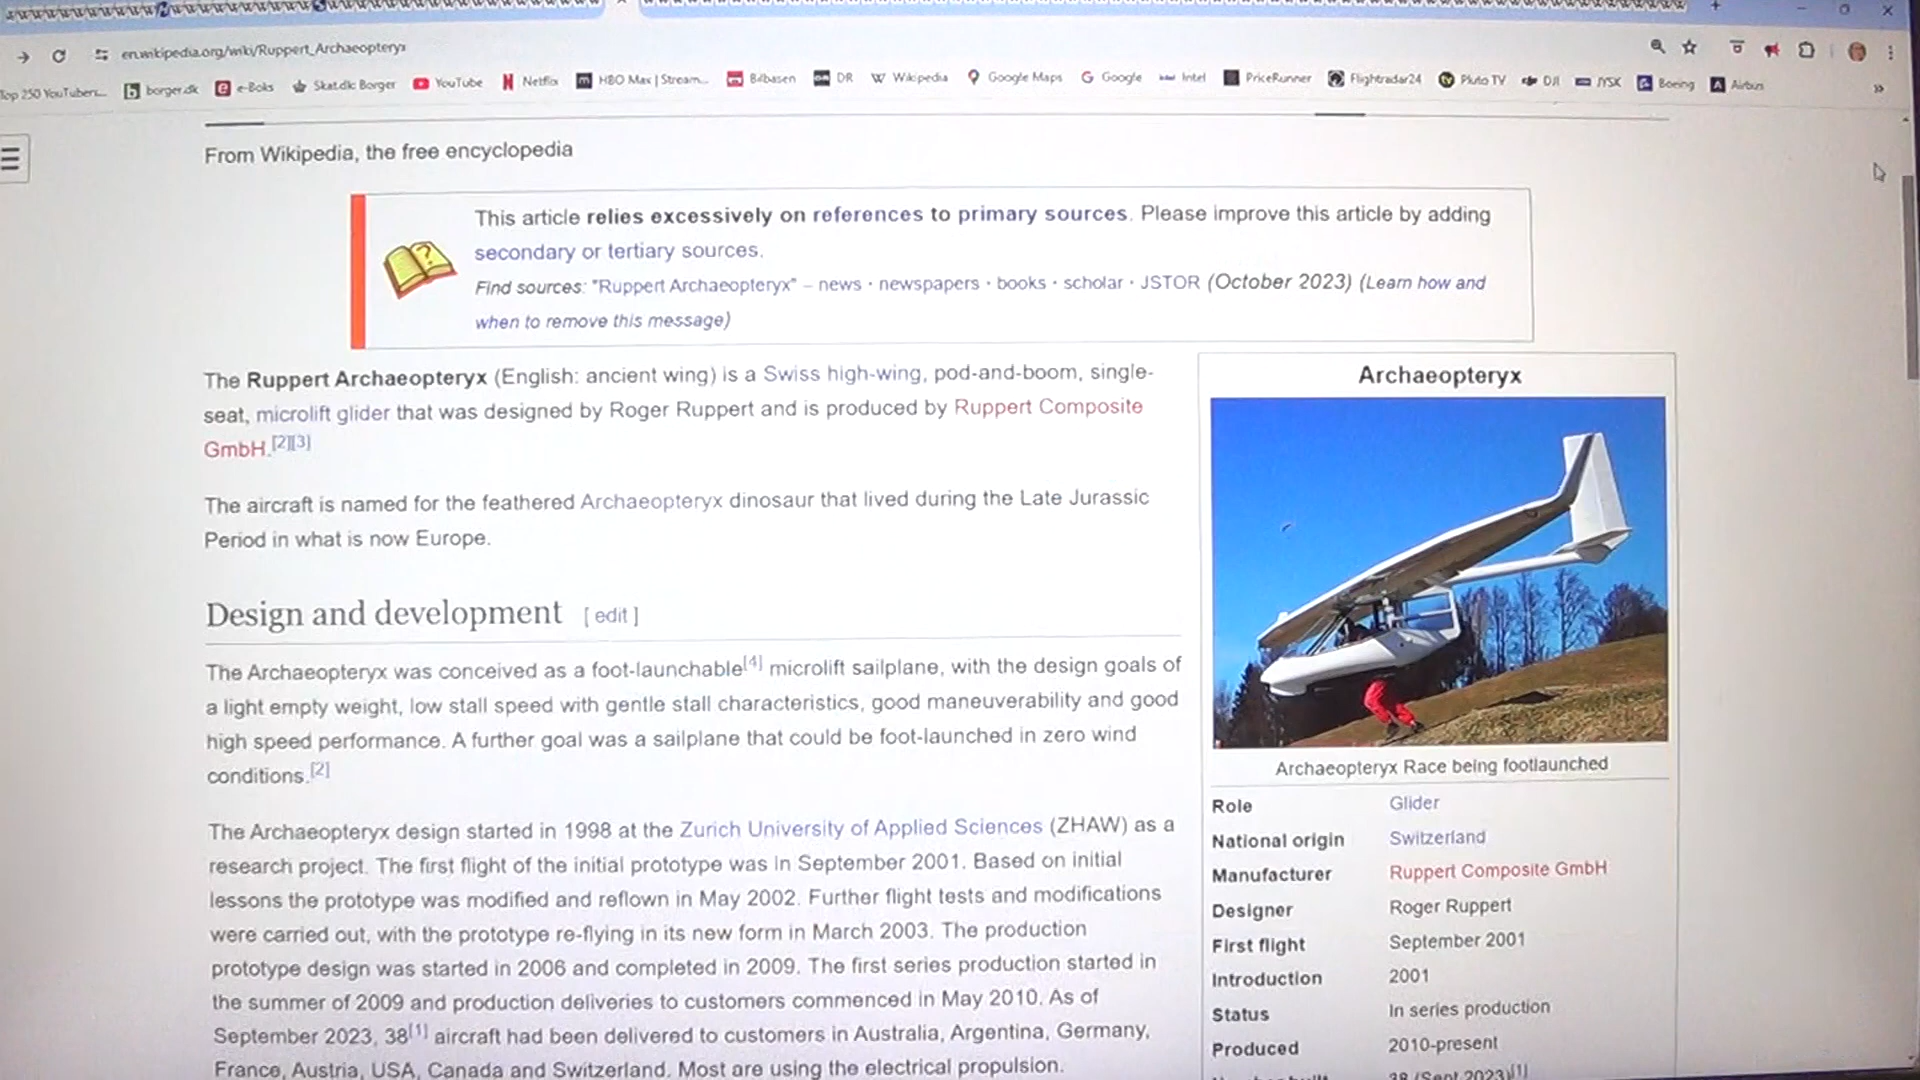 en.wikipedia.org/wiki/Ruppert_Archaeopteryx
Top 250 YouTubers... borger.dk e-Boks Skat.dk: Borger YouTube Netflix HBO Max | Stream... Bilbasen DR Wikipedia Google Maps Google Intel PriceRunner Flightradar24 Pluto TV DJI JYSK Boeing Airbus
From Wikipedia, the free encyclopedia
This article relies excessively on references to primary sources. Please improve this article by adding
secondary or tertiary sources.
Find sources: "Ruppert Archaeopteryx" – news · newspapers · books · scholar · JSTOR (October 2023) (Learn how and
when to remove this message)
The Ruppert Archaeopteryx (English: ancient wing) is a Swiss high-wing, pod-and-boom, single-
seat, microlift glider that was designed by Roger Ruppert and is produced by Ruppert Composite
GmbH.[2][3]
The aircraft is named for the feathered Archaeopteryx dinosaur that lived during the Late Jurassic
Period in what is now Europe.
Design and development [ edit ]
The Archaeopteryx was conceived as a foot-launchable[4] microlift sailplane, with the design goals of
a light empty weight, low stall speed with gentle stall characteristics, good maneuverability and good
high speed performance. A further goal was a sailplane that could be foot-launched in zero wind
conditions.[2]
The Archaeopteryx design started in 1998 at the Zurich University of Applied Sciences (ZHAW) as a
research project. The first flight of the initial prototype was in September 2001. Based on initial
lessons the prototype was modified and reflown in May 2002. Further flight tests and modifications
were carried out, with the prototype re-flying in its new form in March 2003. The production
prototype design was started in 2006 and completed in 2009. The first series production started in
the summer of 2009 and production deliveries to customers commenced in May 2010. As of
September 2023, 38[1] aircraft had been delivered to customers in Australia, Argentina, Germany,
France, Austria, USA, Canada and Switzerland. Most are using the electrical propulsion.
Archaeopteryx
Archaeopteryx Race being footlaunched
Role Glider
National origin Switzerland
Manufacturer Ruppert Composite GmbH
Designer Roger Ruppert
First flight September 2001
Introduction 2001
Status In series production
Produced 2010-present
38 (Sept 2023)[1]